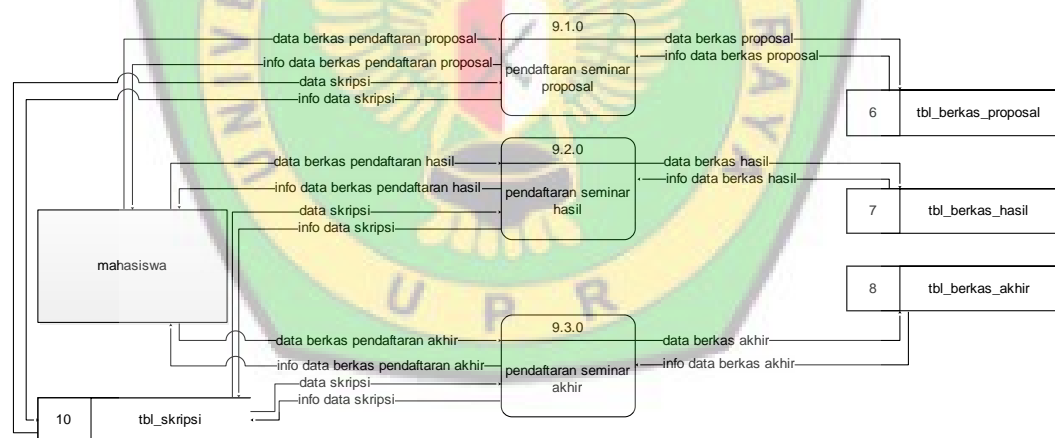 9.1.0
data berkas pendaftaran proposal
data berkas proposal
info data berkas pendaftaran proposal
info data berkas proposal
pendaftaran seminar
proposal
data skripsi
info data skripsi
6 tbl_berkas_proposal
9.2.0
data berkas pendaftaran hasil
data berkas hasil
info data berkas pendaftaran hasil
info data berkas hasil
pendaftaran seminar
hasil
data skripsi
info data skripsi
7 tbl_berkas_hasil
mahasiswa
8 tbl_berkas_akhir
9.3.0
data berkas pendaftaran akhir
data berkas akhir
info data berkas pendaftaran akhir
info data berkas akhir
pendaftaran seminar
akhir
data skripsi
info data skripsi
10 tbl_skripsi
UNIVE
RAYA
UPR